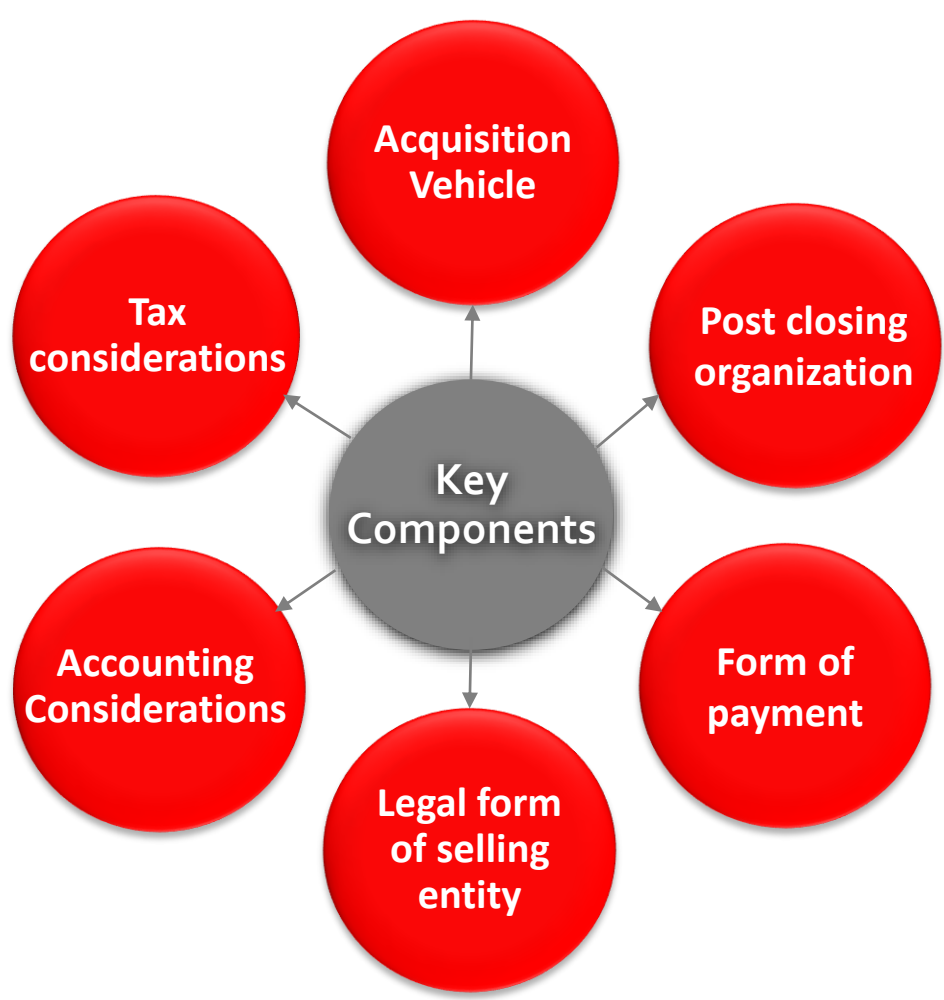 Acquisition
Vehicle
Tax
considerations
Post closing
organization
Key
Components
Accounting
Considerations
Form of
payment
Legal form
of selling
entity